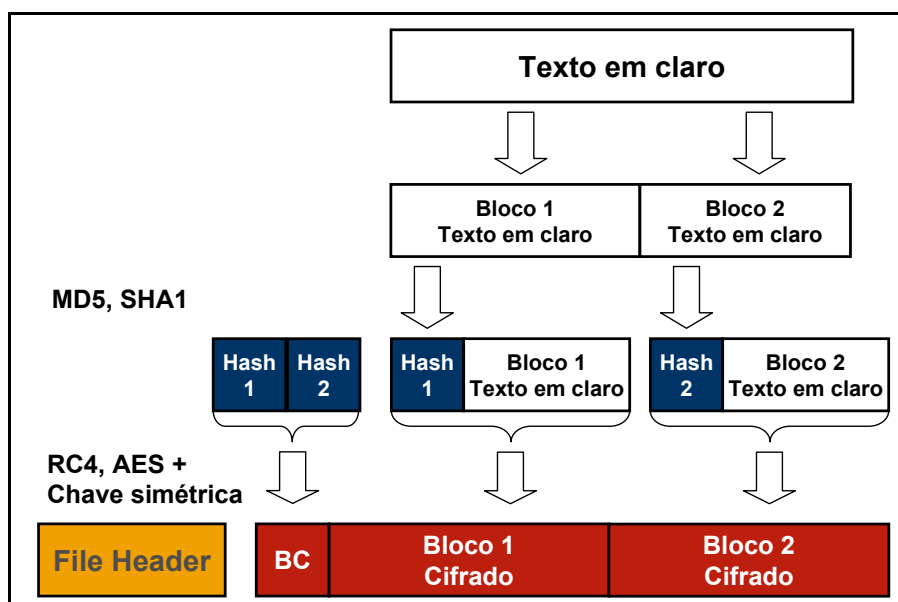 Texto em claro
Bloco 1
Texto em claro
Bloco 2
Texto em claro
MD5, SHA1
Hash
1
Hash
2
Hash
1
Bloco 1
Texto em claro
Hash
2
Bloco 2
Texto em claro
RC4, AES +
Chave simétrica
File Header
BC
Bloco 1
Cifrado
Bloco 2
Cifrado